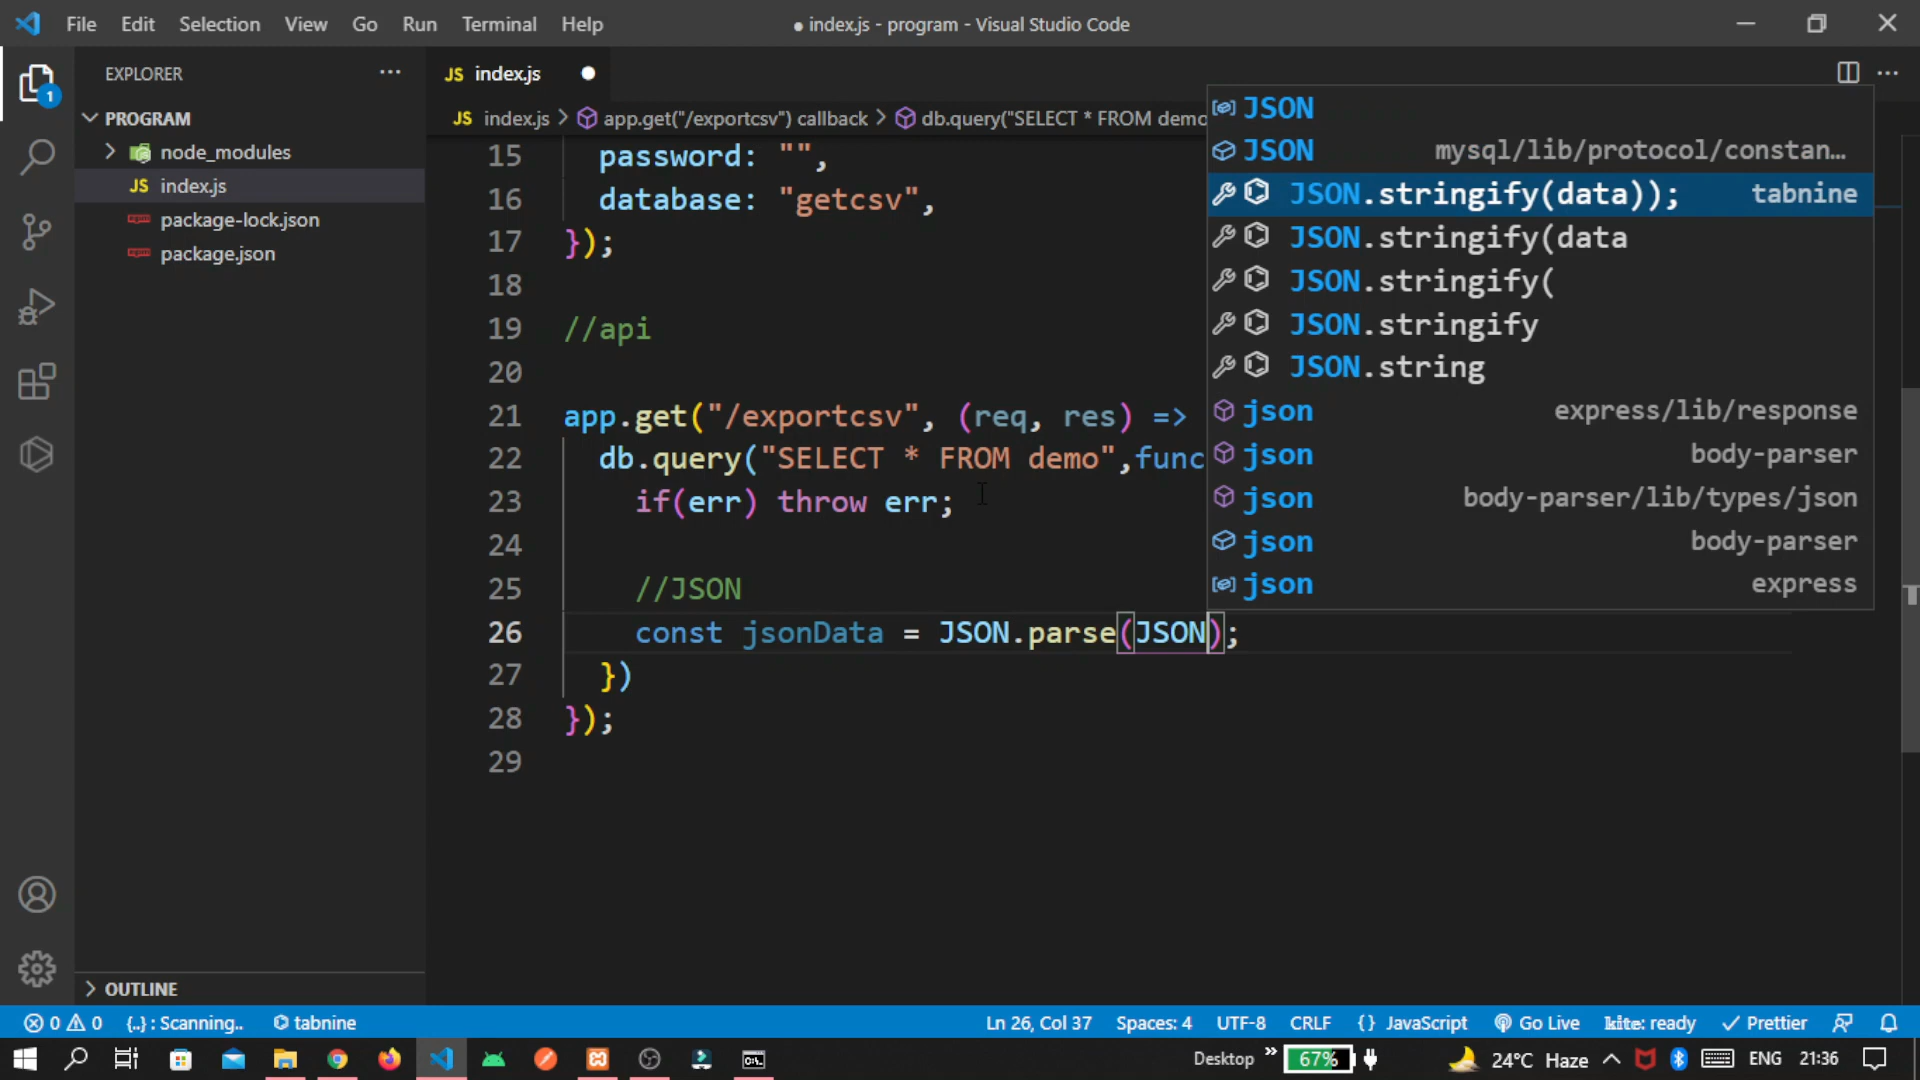 File Edit Selection View Go Run Terminal Help
● index.js - program - Visual Studio Code
EXPLORER
1
PROGRAM
node_modules
JS index.js
package-lock.json
package.json
OUTLINE
JS index.js
JS index.js > app.get("/exportcsv") callback > db.query("SELECT * FROM demo
15 password: "",
16 database: "getcsv",
17 });
18
19 //api
20
21 app.get("/exportcsv", (req, res) =>
22 db.query("SELECT * FROM demo",func
23 if(err) throw err;
24
25 //JSON
26 const jsonData = JSON.parse(JSON);
27 })
28 });
29
JSON
JSON mysql/lib/protocol/constan...
JSON.stringify(data)); tabnine
JSON.stringify(data
JSON.stringify(
JSON.stringify
JSON.string
json express/lib/response
json body-parser
json body-parser/lib/types/json
json body-parser
json express
0 0 {..} : Scanning.. tabnine
Ln 26, Col 37 Spaces: 4 UTF-8 CRLF {} JavaScript Go Live kite: ready Prettier
Desktop » 67% 24°C Haze ENG 21:36